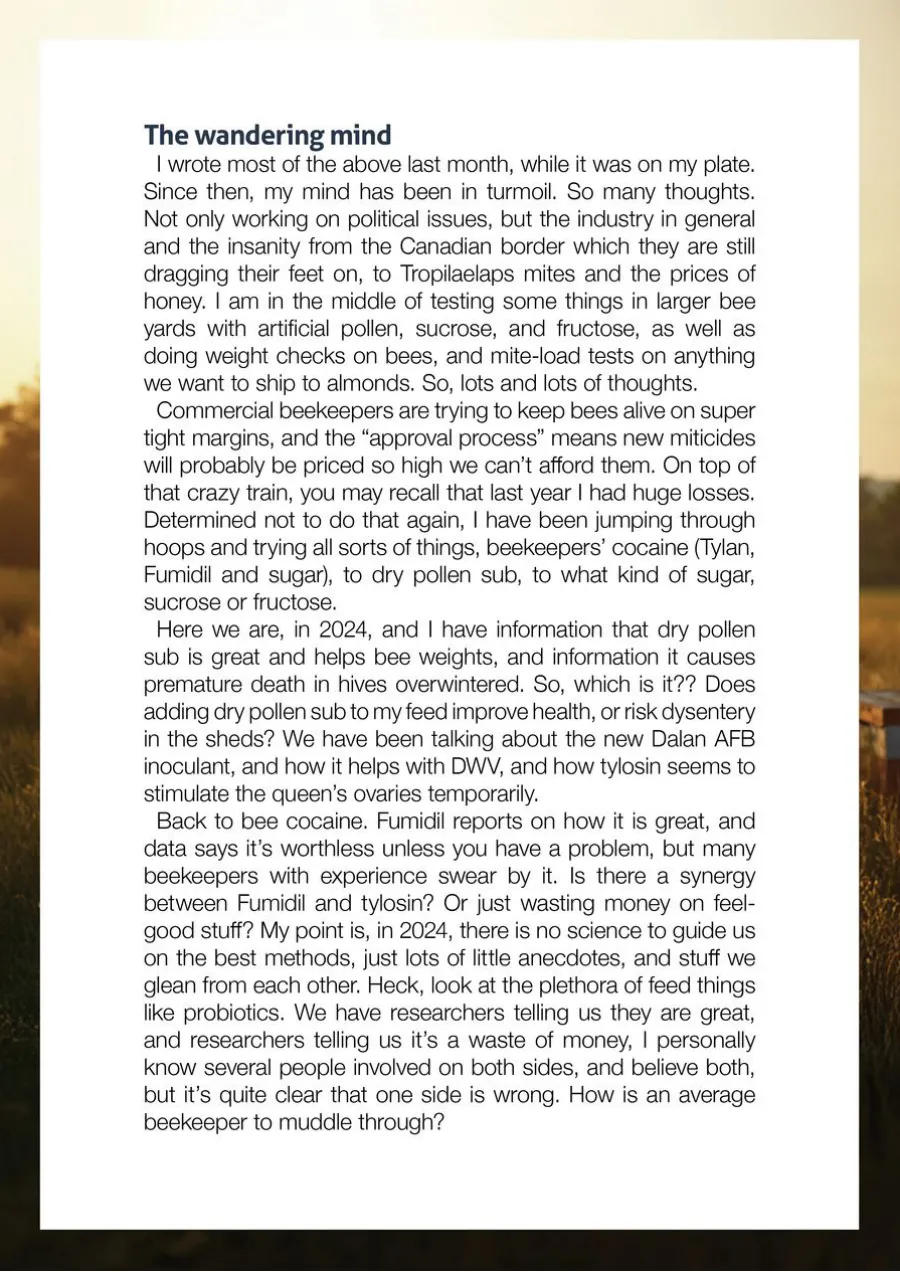 The wandering mind
I wrote most of the above last month, while it was on my plate.
Since then, my mind has been in turmoil. So many thoughts.
Not only working on political issues, but the industry in general
and the insanity from the Canadian border which they are still
dragging their feet on, to Tropilaelaps mites and the prices of
honey. I am in the middle of testing some things in larger bee
yards with artificial pollen, sucrose, and fructose, as well as
doing weight checks on bees, and mite-load tests on anything
we want to ship to almonds. So, lots and lots of thoughts.
Commercial beekeepers are trying to keep bees alive on super
tight margins, and the “approval process” means new miticides
will probably be priced so high we can’t afford them. On top of
that crazy train, you may recall that last year I had huge losses.
Determined not to do that again, I have been jumping through
hoops and trying all sorts of things, beekeepers’ cocaine (Tylan,
Fumidil and sugar), to dry pollen sub, to what kind of sugar,
sucrose or fructose.
Here we are, in 2024, and I have information that dry pollen
sub is great and helps bee weights, and information it causes
premature death in hives overwintered. So, which is it?? Does
adding dry pollen sub to my feed improve health, or risk dysentery
in the sheds? We have been talking about the new Dalan AFB
inoculant, and how it helps with DWV, and how tylosin seems to
stimulate the queen’s ovaries temporarily.
Back to bee cocaine. Fumidil reports on how it is great, and
data says it’s worthless unless you have a problem, but many
beekeepers with experience swear by it. Is there a synergy
between Fumidil and tylosin? Or just wasting money on feel-
good stuff? My point is, in 2024, there is no science to guide us
on the best methods, just lots of little anecdotes, and stuff we
glean from each other. Heck, look at the plethora of feed things
like probiotics. We have researchers telling us they are great,
and researchers telling us it’s a waste of money, I personally
know several people involved on both sides, and believe both,
but it’s quite clear that one side is wrong. How is an average
beekeeper to muddle through?